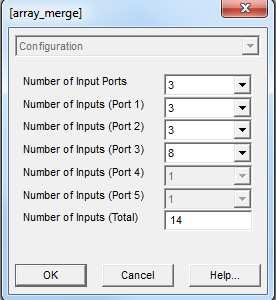 [array_merge]
Configuration
Number of Input Ports 3
Number of Inputs (Port 1) 3
Number of Inputs (Port 2) 3
Number of Inputs (Port 3) 8
Number of Inputs (Port 4) 1
Number of Inputs (Port 5) 1
Number of Inputs (Total) 14
OK Cancel Help...